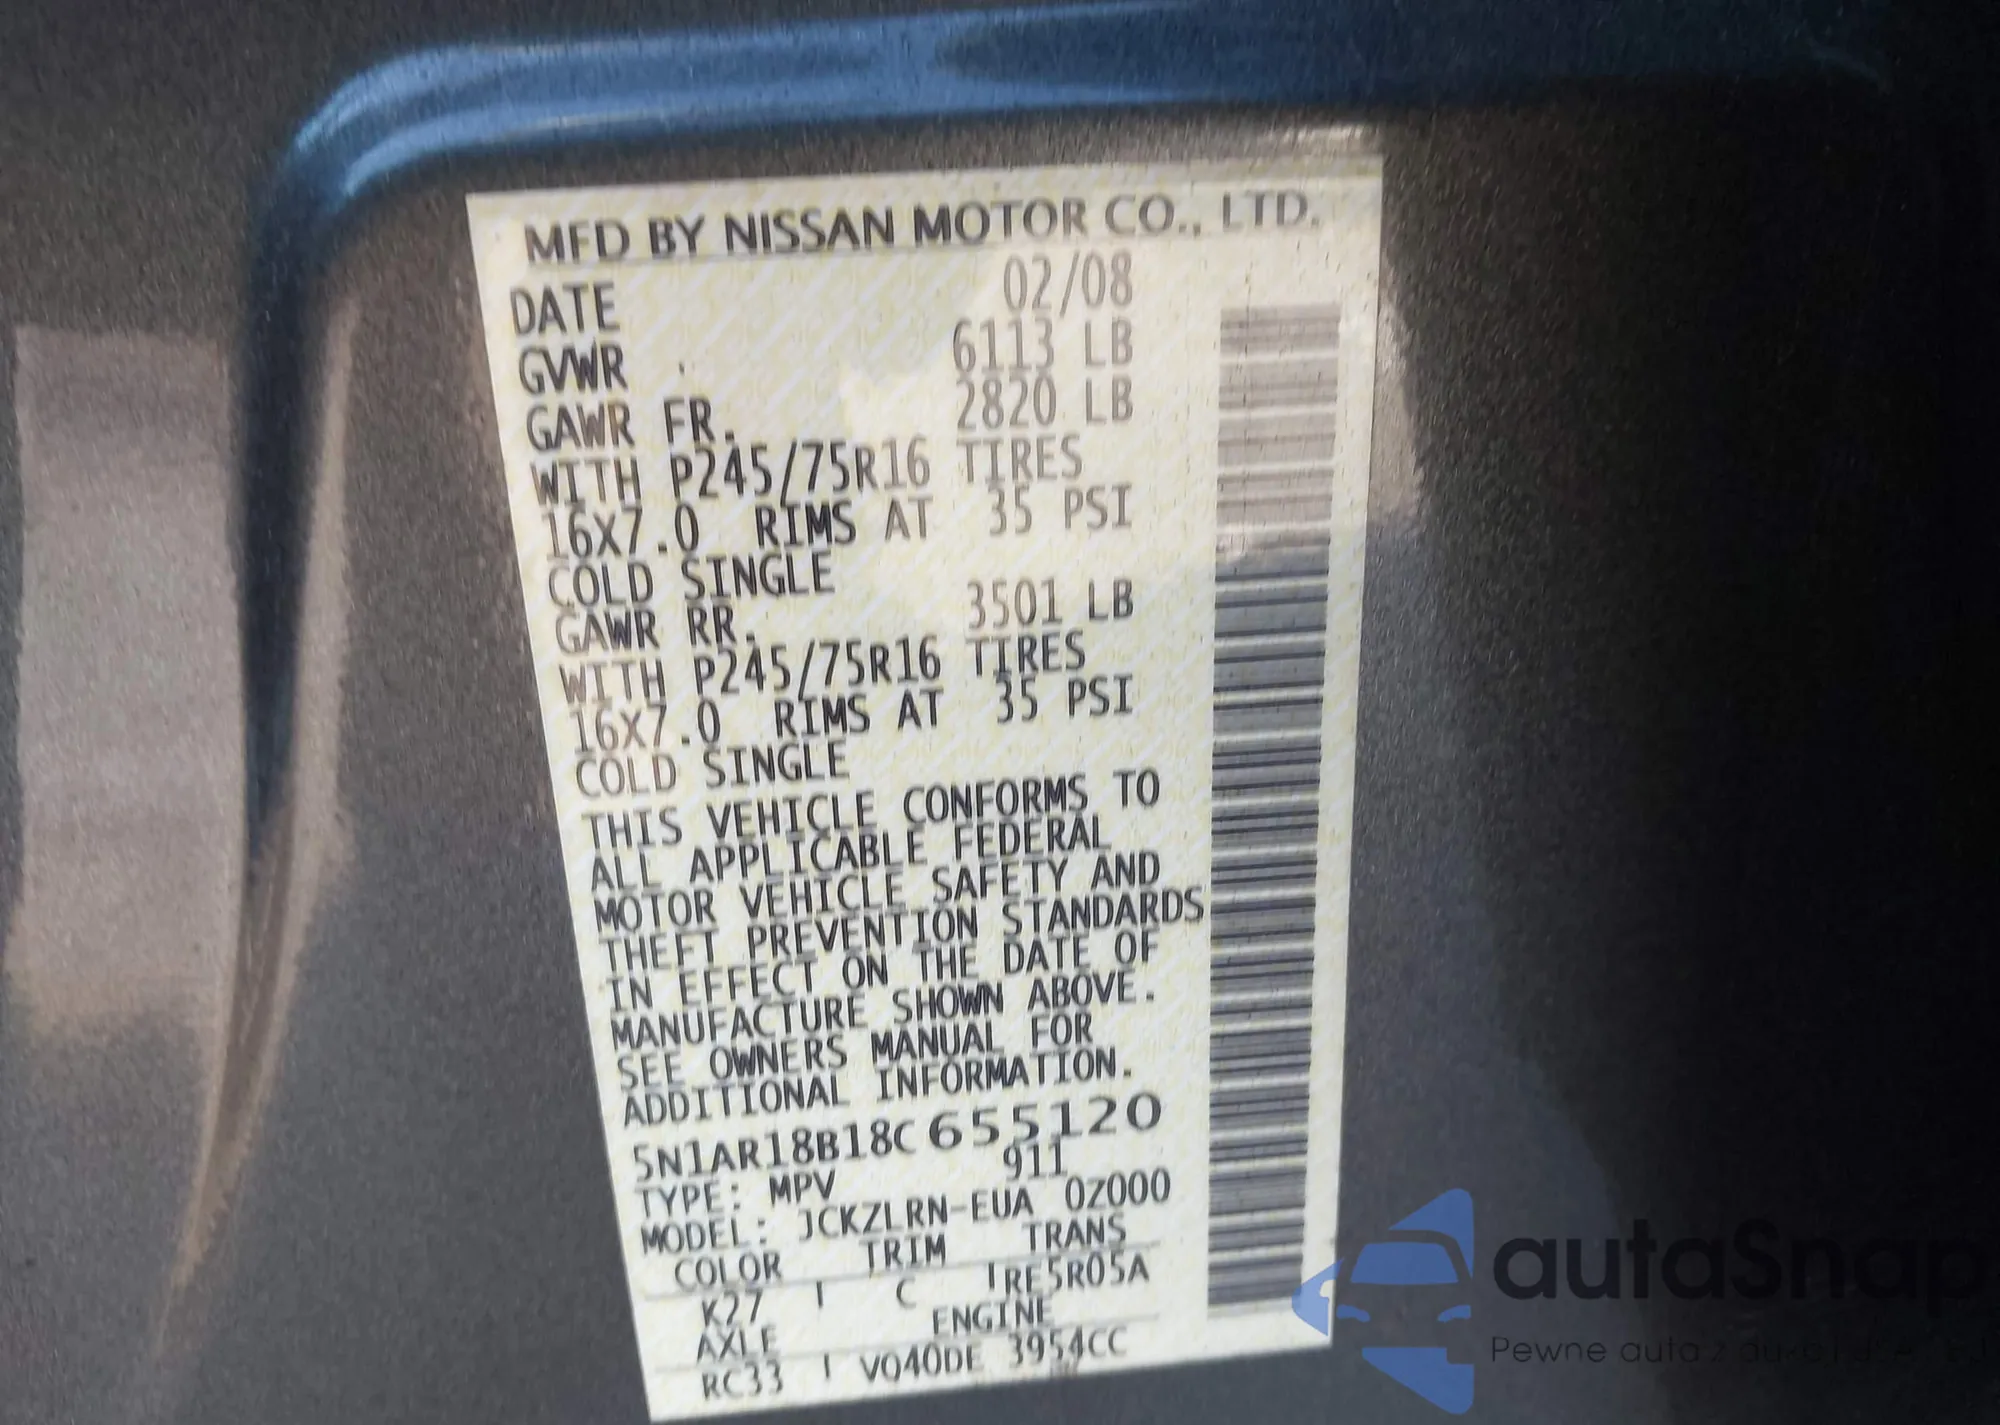 MFD BY NISSAN MOTOR CO., LTD.
DATE 02/08
GVWR 6113 LB
GAWR FR. 2820 LB
WITH P245/75R16 TIRES
16X7.0 RIMS AT 35 PSI
COLD SINGLE
GAWR RR. 3501 LB
WITH P245/75R16 TIRES
16X7.0 RIMS AT 35 PSI
COLD SINGLE
THIS VEHICLE CONFORMS TO
ALL APPLICABLE FEDERAL
MOTOR VEHICLE SAFETY AND
THEFT PREVENTION STANDARDS
IN EFFECT ON THE DATE OF
MANUFACTURE SHOWN ABOVE.
SEE OWNERS MANUAL FOR
ADDITIONAL INFORMATION.
5N1AR18B18C655120
TYPE: MPV 911
MODEL: JCKZLRN-EUA 0Z000
COLOR TRIM TRANS
K27 C RE5R05A
AXLE ENGINE
RC33 VQ40DE 3954CC
autaSnap
Pewne auta z